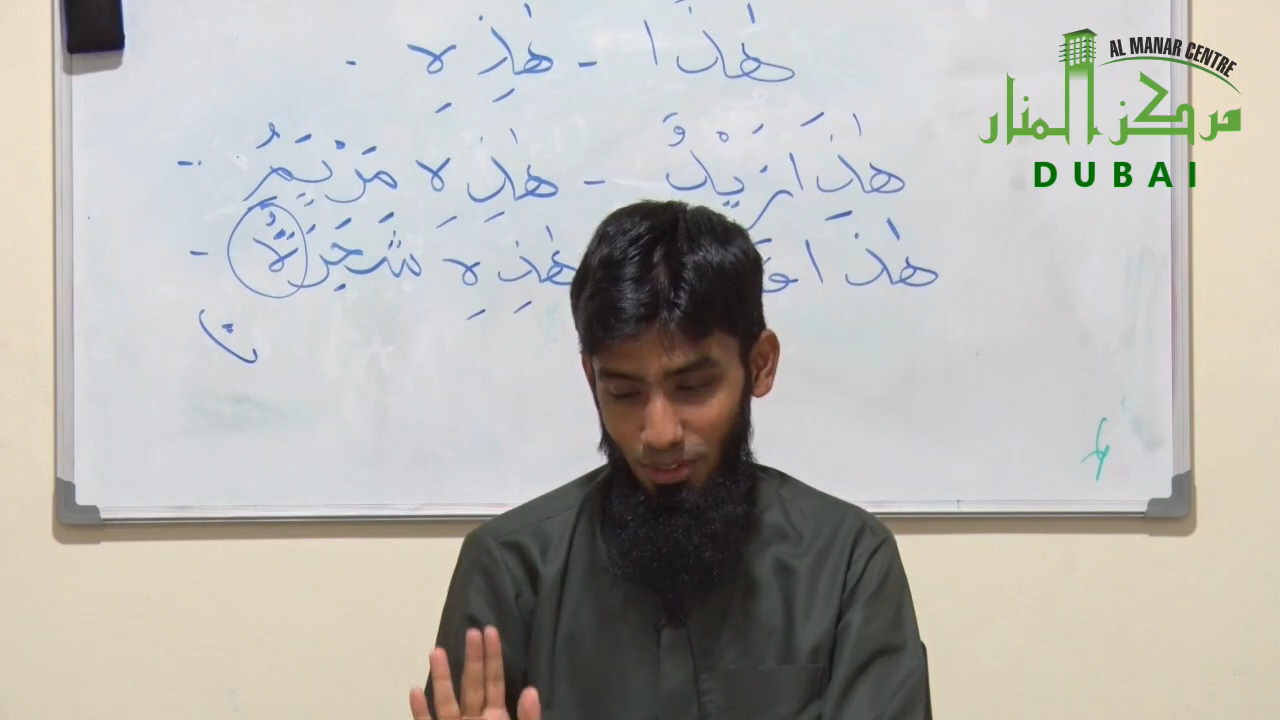 هٰذَا - هٰذِهِ -
هٰذَا زَيْدٌ - هٰذِهِ مَرْيَمُ -
هٰذَا هٰذِهِ شَجَرَةٌ -
ت
AL MANAR CENTRE
مركز المنار
DUBAI